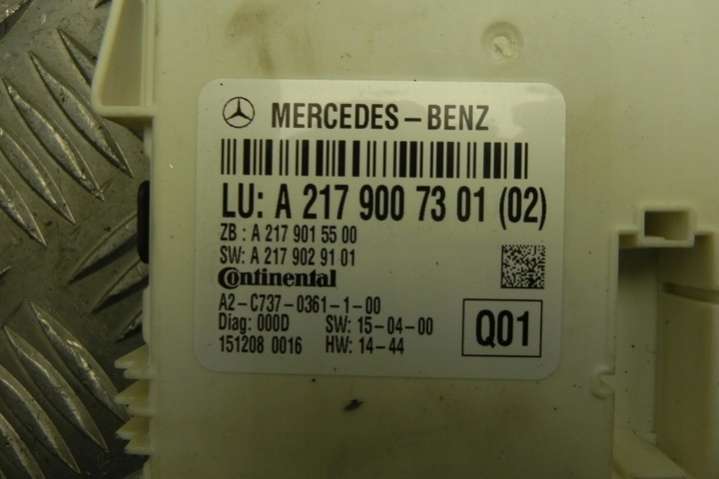 MERCEDES-BENZ
LU: A 217 900 73 01 (02)
ZB : A 217 901 55 00
SW: A 217 902 91 01
Continental
A2-C737-0361-1-00
Diag: 000D SW: 15-04-00
151208 0016 HW: 14-44
Q01